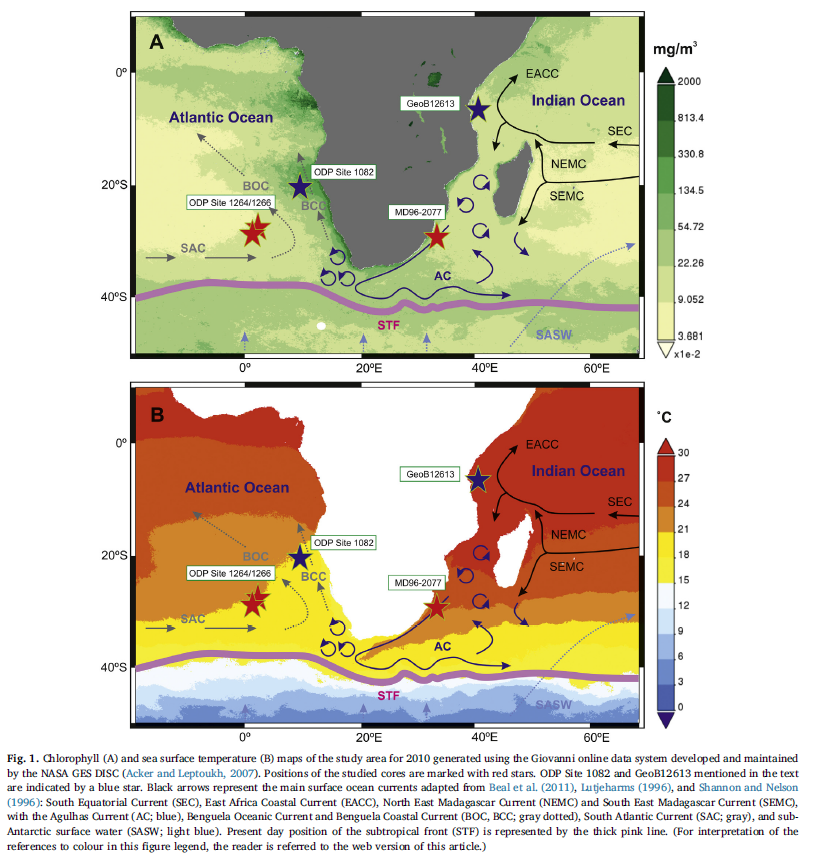 A
mg/m³
2000
813.4
330.8
134.5
54.72
22.26
9.052
3.681
x1e-2
0°
20°S
40°S
0°
20°E
40°E
60°E
Atlantic Ocean
Indian Ocean
EACC
GeoB12613
SEC
NEMC
SEMC
ODP Site 1082
BOC
BCC
ODP Site 1264/1266
MD96-2077
SAC
AC
STF
SASW
B
°C
30
27
24
21
18
15
12
9
6
3
0
0°
20°S
40°S
0°
20°E
40°E
60°E
Atlantic Ocean
Indian Ocean
EACC
GeoB12613
SEC
NEMC
SEMC
ODP Site 1082
BOC
BCC
ODP Site 1264/1266
MD96-2077
SAC
AC
STF
SASW
Fig. 1. Chlorophyll (A) and sea surface temperature (B) maps of the study area for 2010 generated using the Giovanni online data system developed and maintained
by the NASA GES DISC (Acker and Leptoukh, 2007). Positions of the studied cores are marked with red stars. ODP Site 1082 and GeoB12613 mentioned in the text
are indicated by a blue star. Black arrows represent the main surface ocean currents adapted from Beal et al. (2011), Lutjeharms (1996), and Shannon and Nelson
(1996): South Equatorial Current (SEC), East Africa Coastal Current (EACC), North East Madagascar Current (NEMC) and South East Madagascar Current (SEMC),
with the Agulhas Current (AC; blue), Benguela Oceanic Current and Benguela Coastal Current (BOC, BCC; gray dotted), South Atlantic Current (SAC; gray), and sub-
Antarctic surface water (SASW; light blue). Present day position of the subtropical front (STF) is represented by the thick pink line. (For interpretation of the
references to colour in this figure legend, the reader is referred to the web version of this article.)